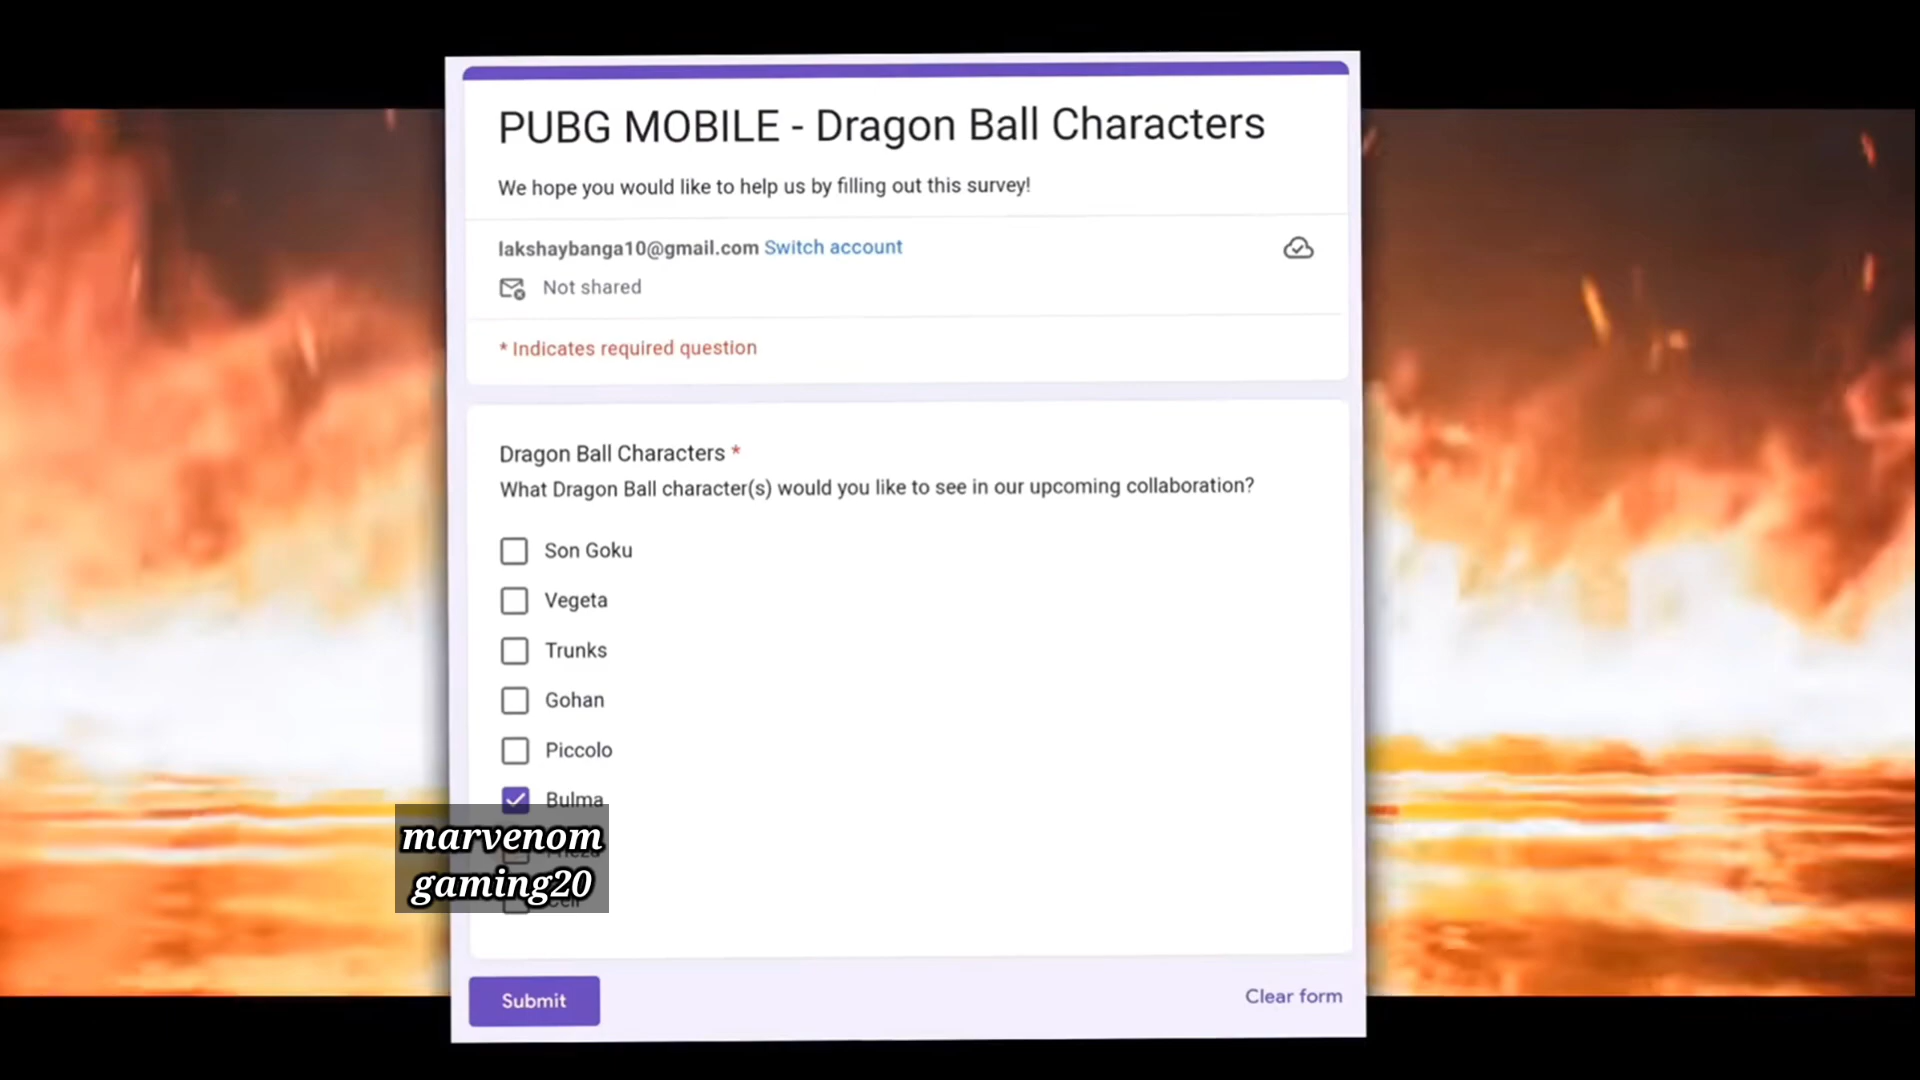 PUBG MOBILE - Dragon Ball Characters
We hope you would like to help us by filling out this survey!
lakshaybanga10@gmail.com Switch account
Not shared
* Indicates required question
Dragon Ball Characters *
What Dragon Ball character(s) would you like to see in our upcoming collaboration?
Son Goku
Vegeta
Trunks
Gohan
Piccolo
Bulma
marvenom
gaming20
Cell
Submit
Clear form